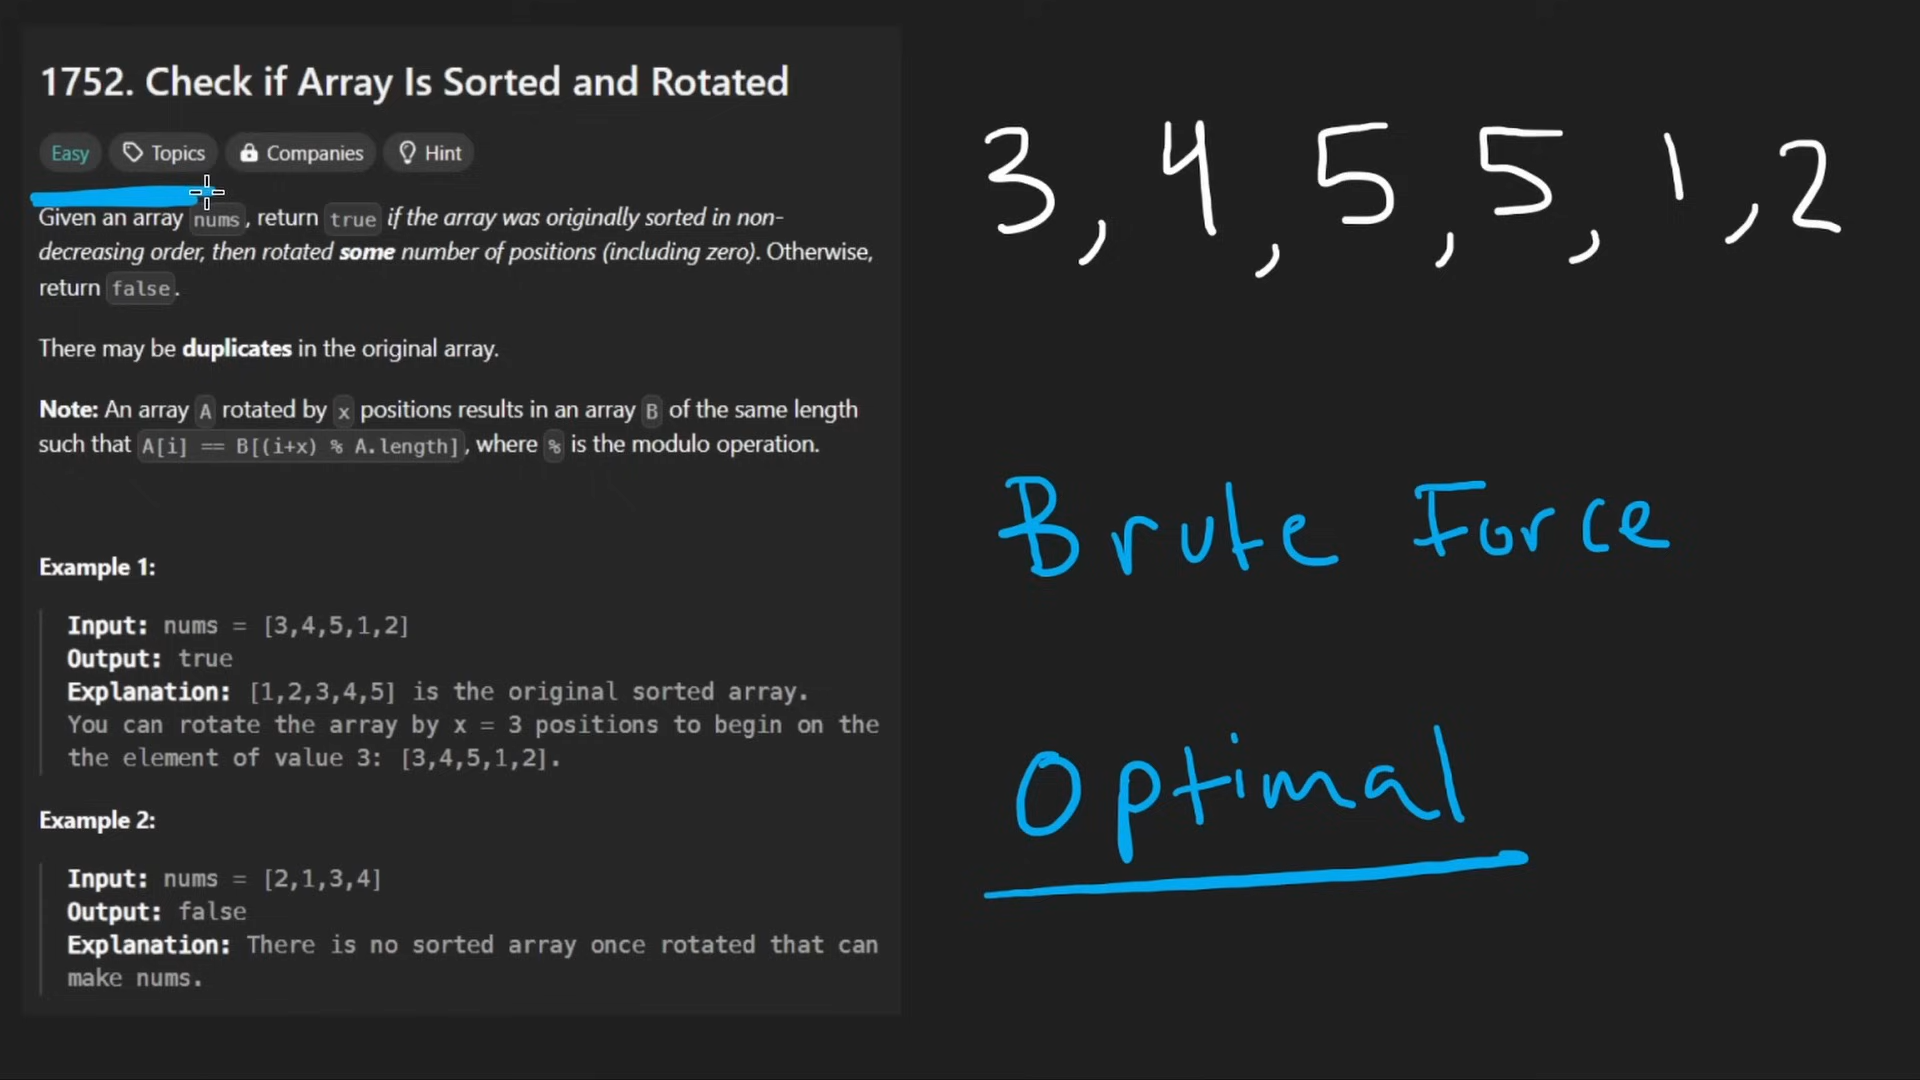 1752. Check if Array Is Sorted and Rotated
Easy Topics Companies Hint
Given an array nums, return true if the array was originally sorted in non-
decreasing order, then rotated some number of positions (including zero). Otherwise,
return false.
There may be duplicates in the original array.
Note: An array A rotated by x positions results in an array B of the same length
such that A[i] == B[(i+x) % A.length], where % is the modulo operation.
Example 1:
Input: nums = [3,4,5,1,2]
Output: true
Explanation: [1,2,3,4,5] is the original sorted array.
You can rotate the array by x = 3 positions to begin on the
the element of value 3: [3,4,5,1,2].
Example 2:
Input: nums = [2,1,3,4]
Output: false
Explanation: There is no sorted array once rotated that can
make nums.
3, 4, 5, 5, 1, 2
Brute Force
Optimal